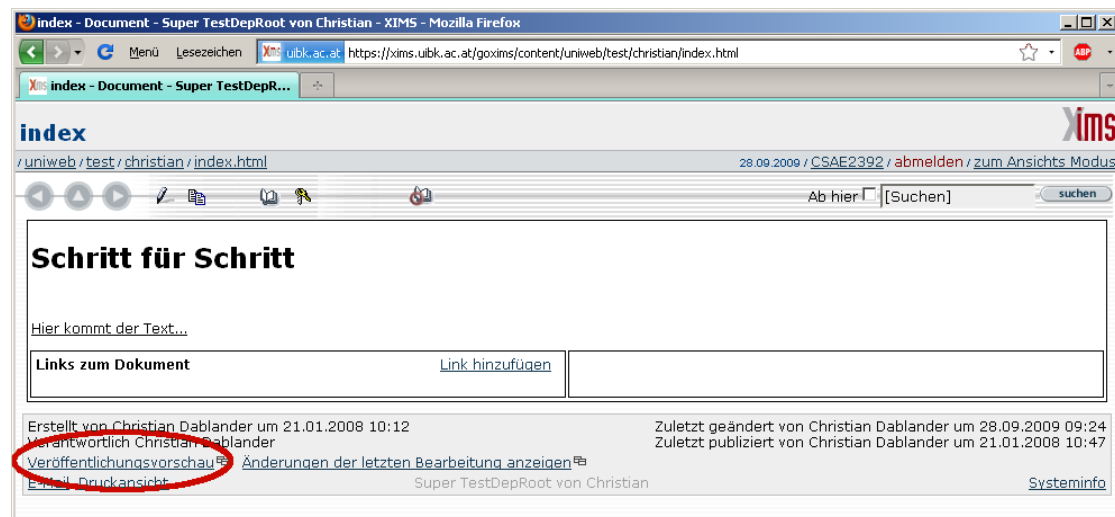 index - Document - Super TestDepRoot von Christian - XIMS - Mozilla Firefox
Menü Lesezeichen Xims uibk.ac.at https://xims.uibk.ac.at/goxims/content/uniweb/test/christian/index.html ABP
Xims index - Document - Super TestDepR...
index Xims
/ uniweb / test / christian / index.html 28.09.2009 / CSAE2392 / abmelden / zum Ansichts Modus
Ab hier [Suchen] suchen
Schritt für Schritt
Hier kommt der Text...
Links zum Dokument Link hinzufügen
Erstellt von Christian Dablander um 21.01.2008 10:12 Zuletzt geändert von Christian Dablander um 28.09.2009 09:24
Verantwortlich Christian Dablander Zuletzt publiziert von Christian Dablander um 21.01.2008 10:47
Veröffentlichungsvorschau Änderungen der letzten Bearbeitung anzeigen
E-Mail Druckansicht Super TestDepRoot von Christian Systeminfo